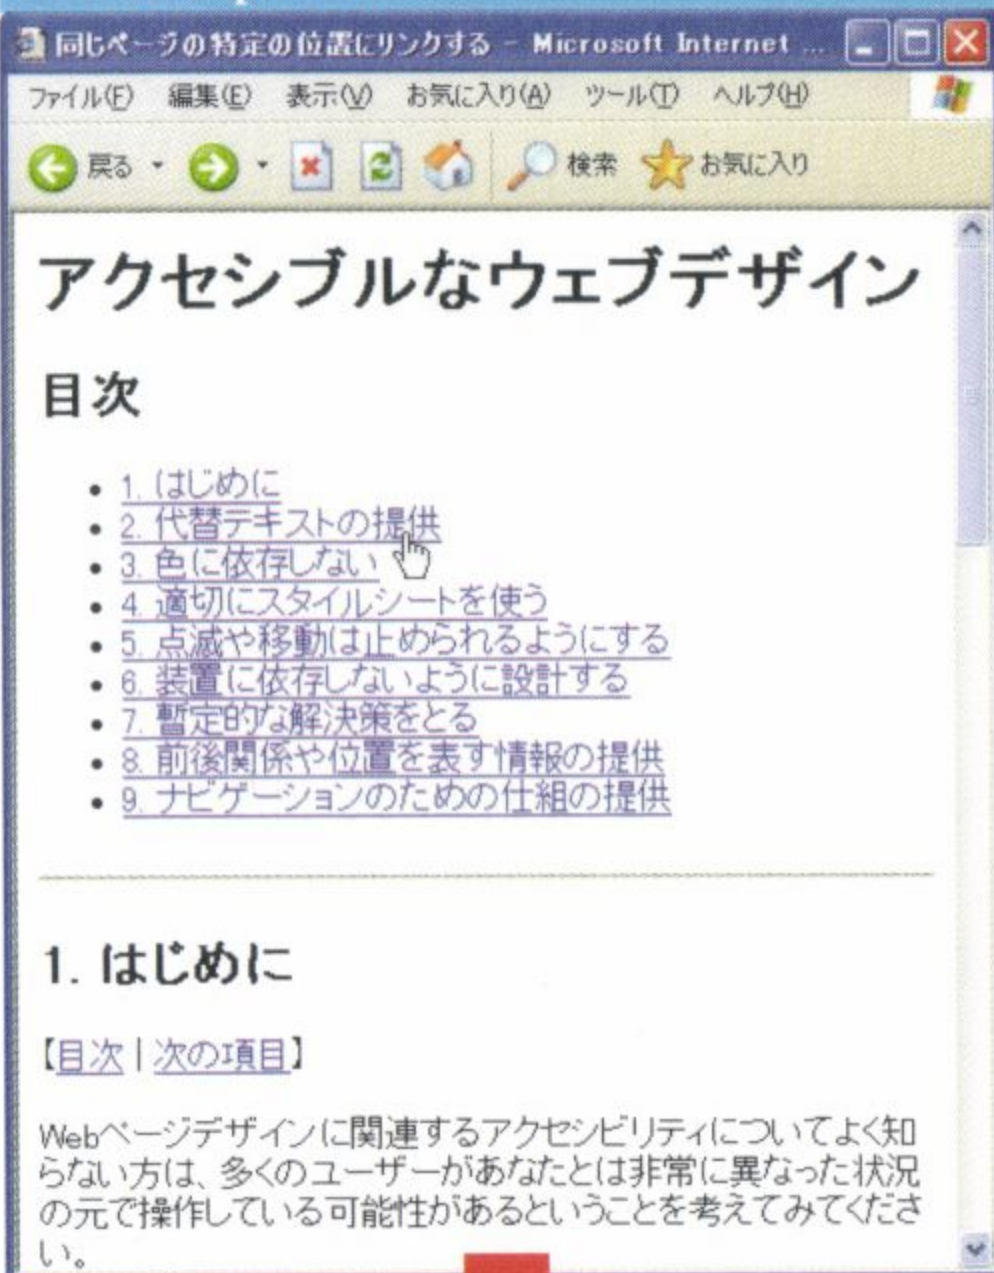 同じページの特定の位置にリンクする - Microsoft Internet ...
ファイル(F) 編集(E) 表示(V) お気に入り(A) ツール(T) ヘルプ(H)
戻る 検索 お気に入り
アクセシブルなウェブデザイン
目次
• 1. はじめに
• 2. 代替テキストの提供
• 3. 色に依存しない
• 4. 適切にスタイルシートを使う
• 5. 点滅や移動は止められるようにする
• 6. 装置に依存しないように設計する
• 7. 暫定的な解決策をとる
• 8. 前後関係や位置を表す情報の提供
• 9. ナビゲーションのための仕組の提供
1. はじめに
【目次 | 次の項目】
Webページデザインに関連するアクセシビリティについてよく知
らない方は、多くのユーザーがあなたとは非常に異なった状況
の元で操作している可能性があるということを考えてみてくださ
い。